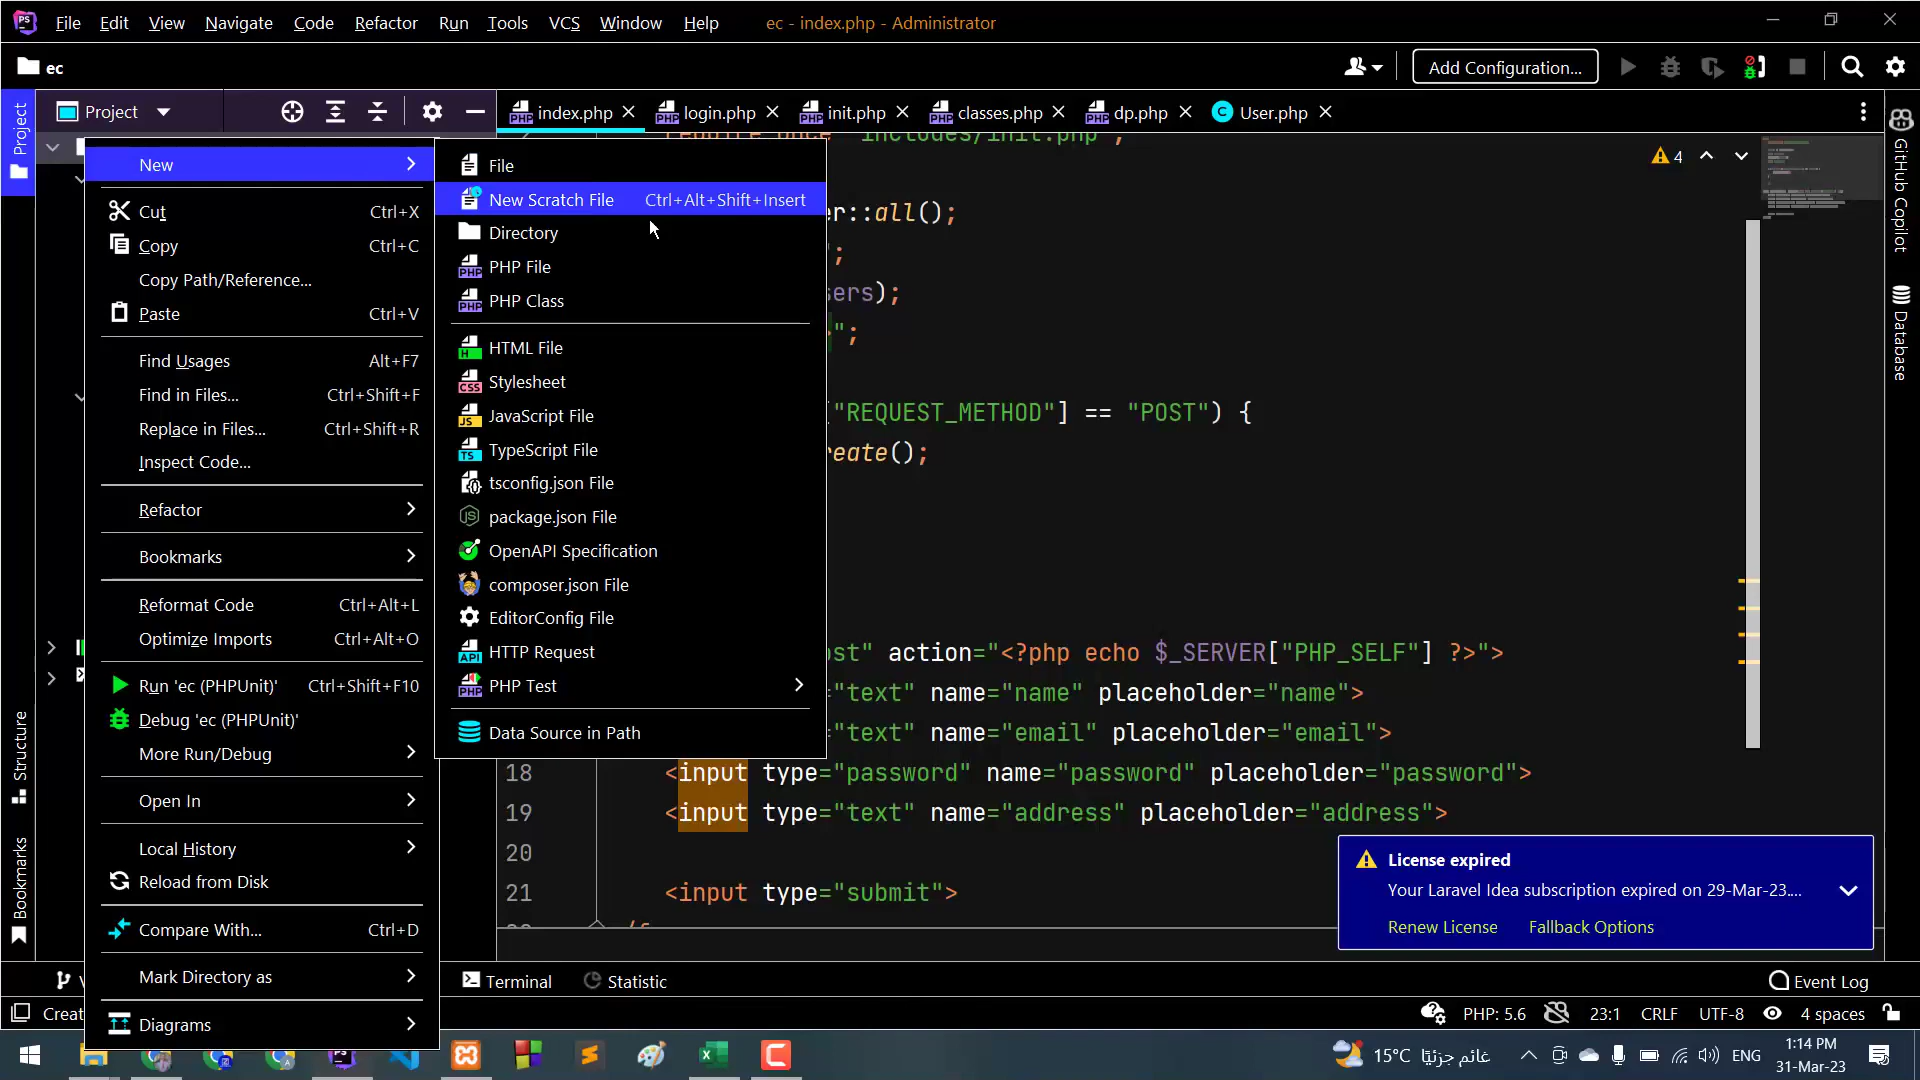 File Edit View Navigate Code Refactor Run Tools VCS Window Help ec - index.php - Administrator
ec
Add Configuration...
Project
index.php
login.php
init.php
classes.php
dp.php
User.php
Project
Structure
Bookmarks
GitHub Copilot
Database
New
Cut Ctrl+X
Copy Ctrl+C
Copy Path/Reference...
Paste Ctrl+V
Find Usages Alt+F7
Find in Files... Ctrl+Shift+F
Replace in Files... Ctrl+Shift+R
Inspect Code...
Refactor
Bookmarks
Reformat Code Ctrl+Alt+L
Optimize Imports Ctrl+Alt+O
Run 'ec (PHPUnit)' Ctrl+Shift+F10
Debug 'ec (PHPUnit)'
More Run/Debug
Open In
Local History
Reload from Disk
Compare With... Ctrl+D
Mark Directory as
Diagrams
File
New Scratch File Ctrl+Alt+Shift+Insert
Directory
PHP File
PHP Class
HTML File
Stylesheet
JavaScript File
TypeScript File
tsconfig.json File
package.json File
OpenAPI Specification
composer.json File
EditorConfig File
HTTP Request
PHP Test
Data Source in Path
4
require_once "includes/init.php";
r::all();
;
sers);
";
["REQUEST_METHOD"] == "POST") {
reate();
ost" action="<?php echo $_SERVER["PHP_SELF"] ?>">
="text" name="name" placeholder="name">
="text" name="email" placeholder="email">
18 <input type="password" name="password" placeholder="password">
19 <input type="text" name="address" placeholder="address">
20
21 <input type="submit">
License expired
Your Laravel Idea subscription expired on 29-Mar-23....
Renew License Fallback Options
Terminal
Statistic
Event Log
Creat
PHP: 5.6 23:1 CRLF UTF-8 4 spaces
15°C غائم جزئيًا
ENG
1:14 PM
31-Mar-23